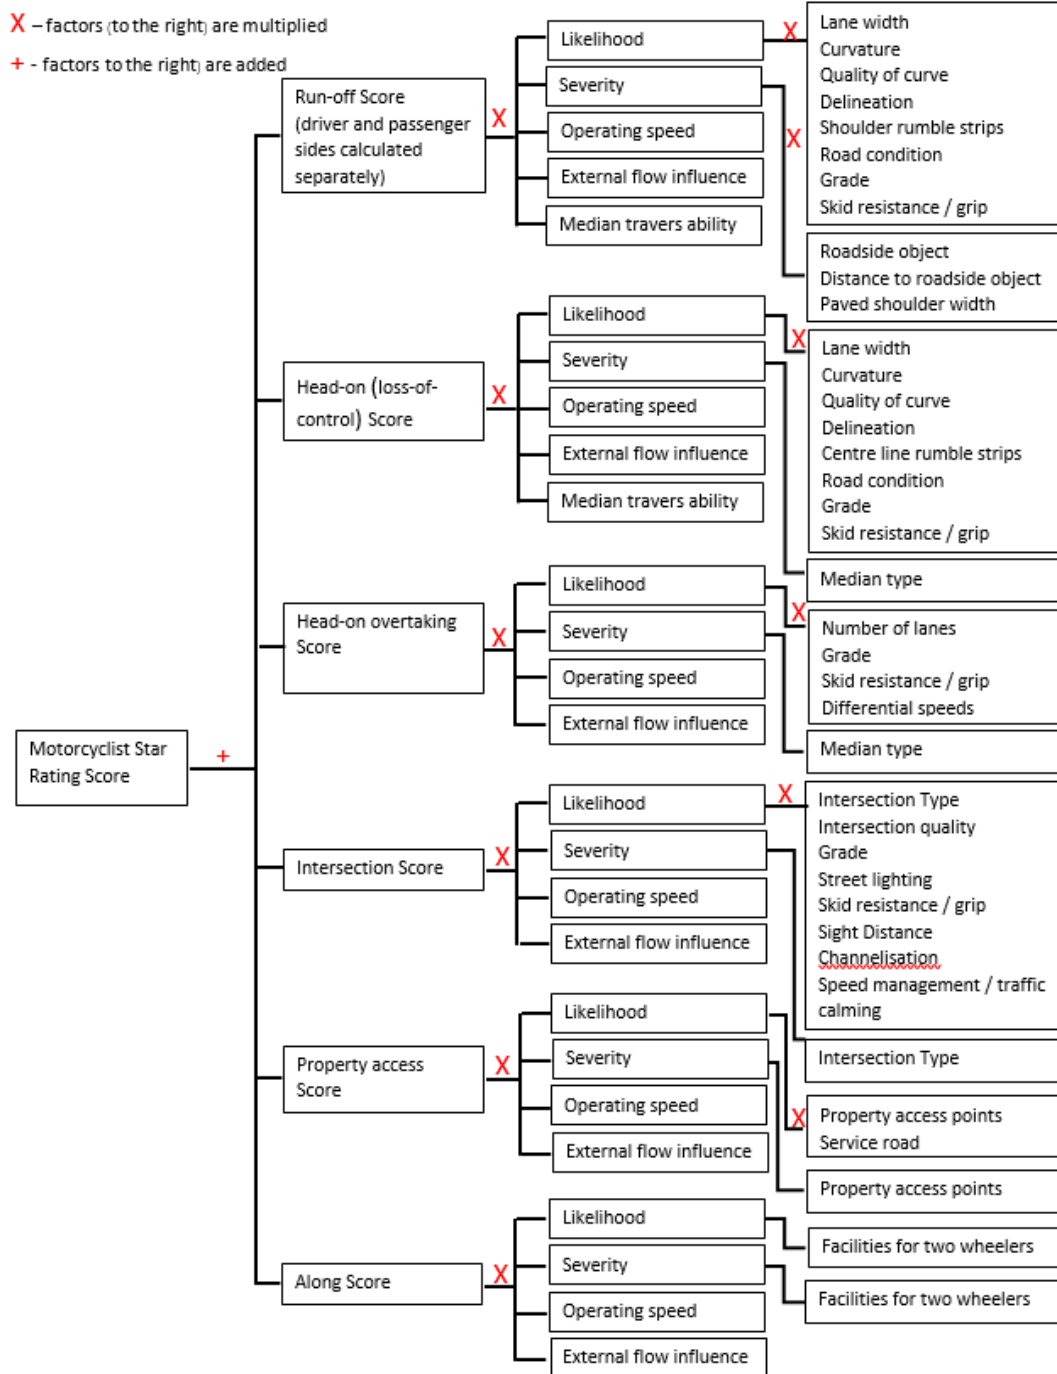 X – factors (to the right) are multiplied
+ - factors to the right) are added
Motorcyclist Star
Rating Score
+
Run-off Score
(driver and passenger
sides calculated
separately)
X
Likelihood
X
Lane width
Curvature
Quality of curve
Delineation
Shoulder rumble strips
Road condition
Grade
Skid resistance / grip
Severity
X
Roadside object
Distance to roadside object
Paved shoulder width
Operating speed
External flow influence
Median travers ability
Head-on (loss-of-
control) Score
X
Likelihood
X
Lane width
Curvature
Quality of curve
Delineation
Centre line rumble strips
Road condition
Grade
Skid resistance / grip
Severity
Median type
Operating speed
External flow influence
Median travers ability
Head-on overtaking
Score
X
Likelihood
X
Number of lanes
Grade
Skid resistance / grip
Differential speeds
Severity
Median type
Operating speed
External flow influence
Intersection Score
X
Likelihood
X
Intersection Type
Intersection quality
Grade
Street lighting
Skid resistance / grip
Sight Distance
Channelisation
Speed management / traffic
calming
Severity
Intersection Type
Operating speed
External flow influence
Property access
Score
X
Likelihood
X
Property access points
Service road
Severity
Property access points
Operating speed
External flow influence
Along Score
X
Likelihood
Facilities for two wheelers
Severity
Facilities for two wheelers
Operating speed
External flow influence